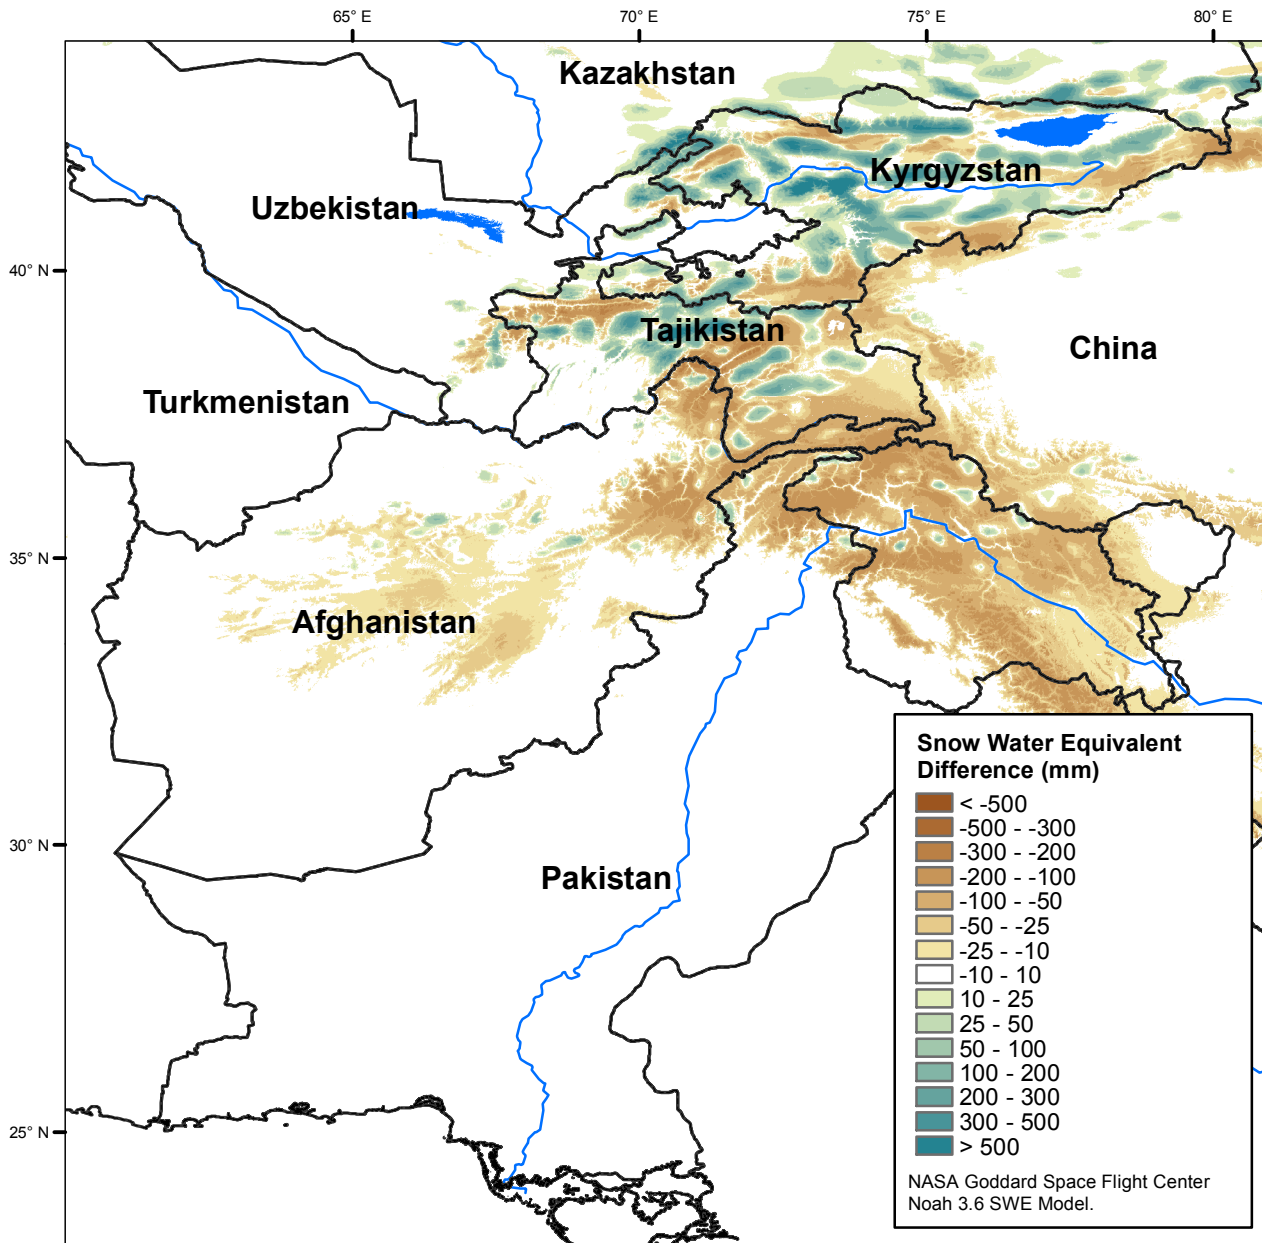 65° E
70° E
75° E
80° E
Kazakhstan
Kyrgyzstan
Uzbekistan
40° N
Tajikistan
China
Turkmenistan
35° N
Afghanistan
30° N
Pakistan
25° N
Snow Water Equivalent
Difference (mm)
< -500
-500 - -300
-300 - -200
-200 - -100
-100 - -50
-50 - -25
-25 - -10
-10 - 10
10 - 25
25 - 50
50 - 100
100 - 200
200 - 300
300 - 500
> 500
NASA Goddard Space Flight Center
Noah 3.6 SWE Model.